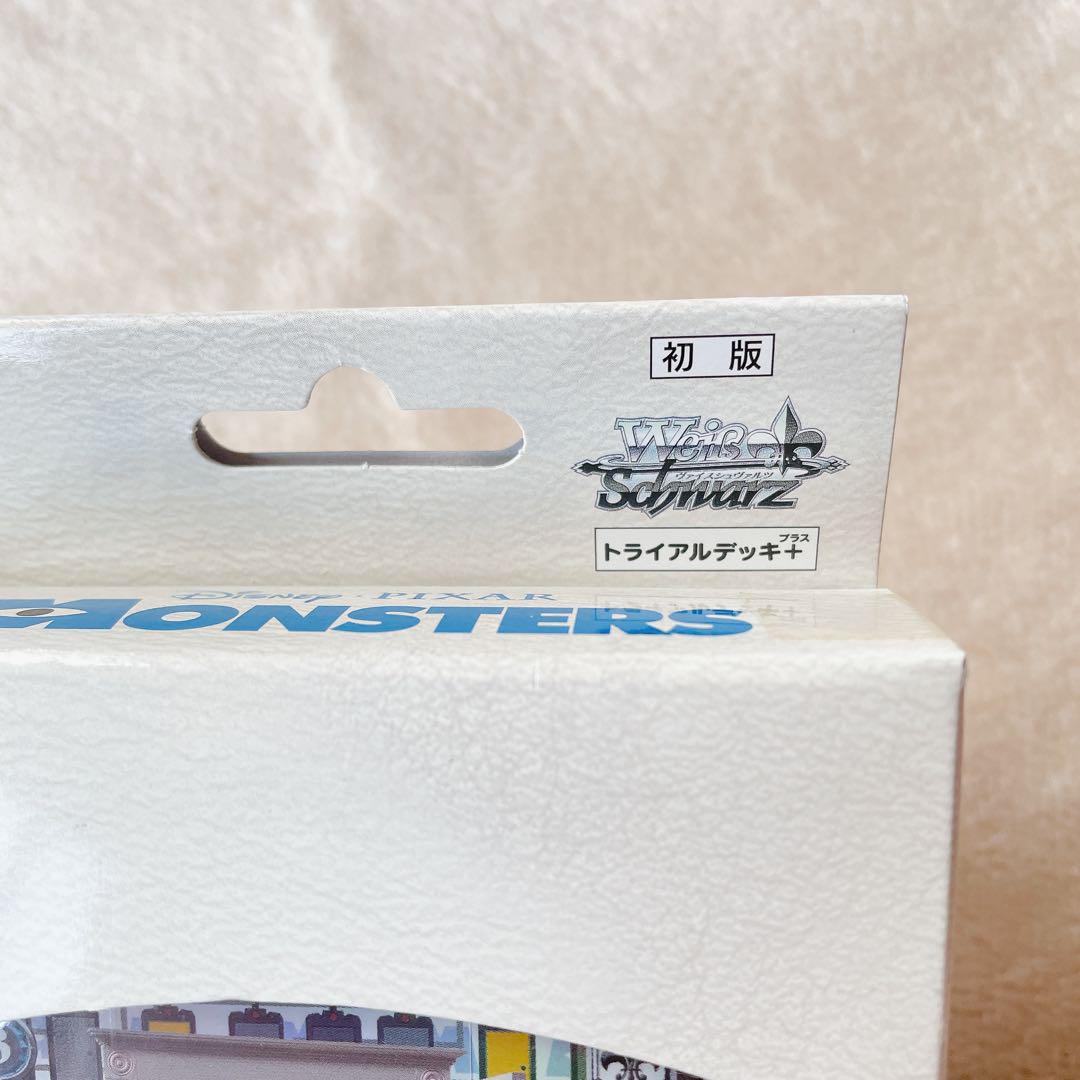 初 版
Weiß
ヴァイスシュヴァルツ
Schwarz
プラス
トライアルデッキ+
Disney · PIXAR
MONSTERS